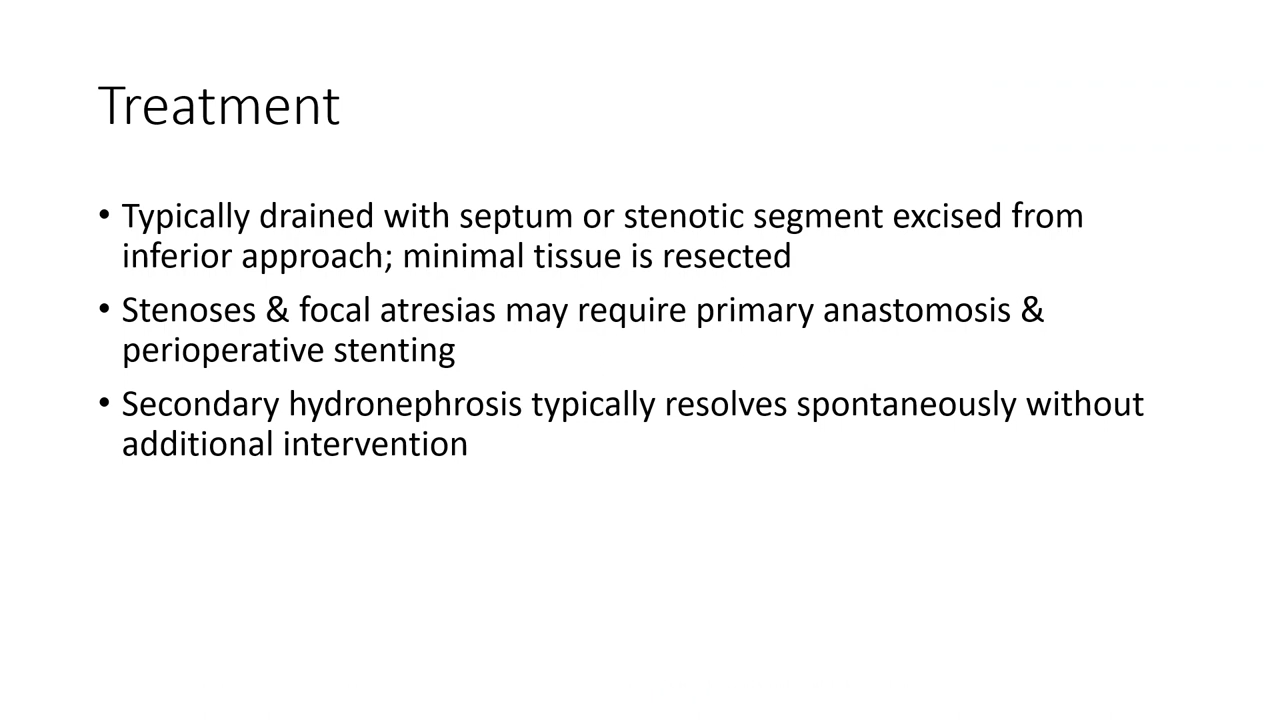 Treatment
• Typically drained with septum or stenotic segment excised from
inferior approach; minimal tissue is resected
• Stenoses & focal atresias may require primary anastomosis &
perioperative stenting
• Secondary hydronephrosis typically resolves spontaneously without
additional intervention